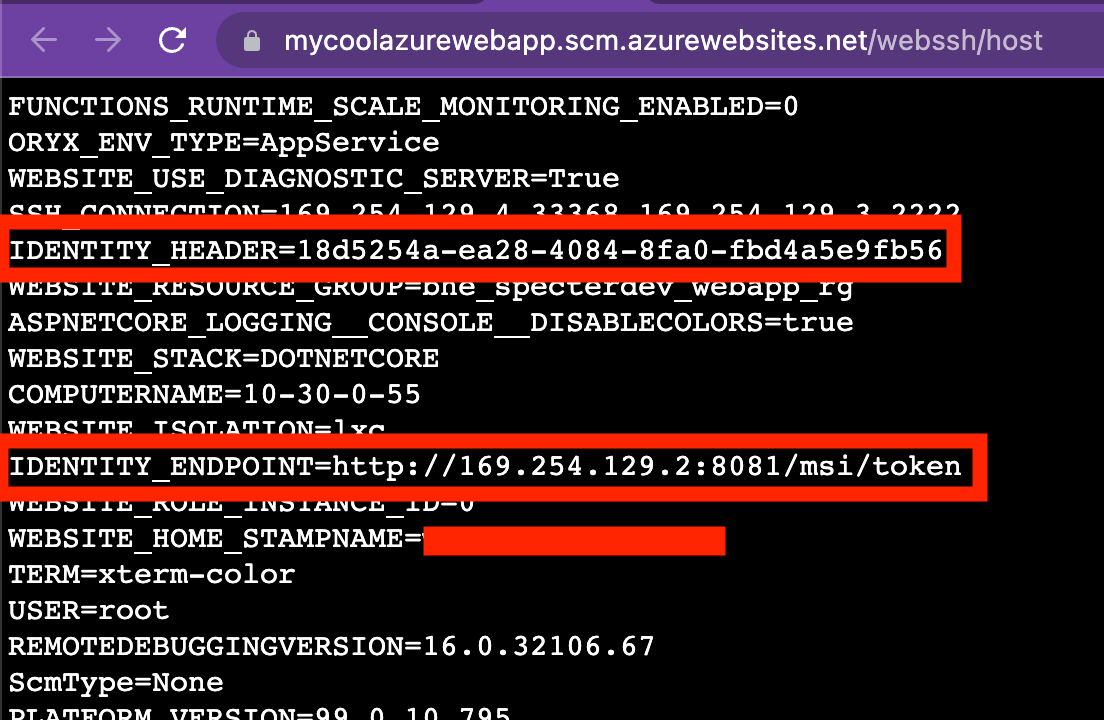 mycoolazurewebapp.scm.azurewebsites.net/webssh/host
FUNCTIONS_RUNTIME_SCALE_MONITORING_ENABLED=0
ORYX_ENV_TYPE=AppService
WEBSITE_USE_DIAGNOSTIC_SERVER=True
SSH_CONNECTION=169.254.129.4 33368 169.254.129.3 2222
IDENTITY_HEADER=18d5254a-ea28-4084-8fa0-fbd4a5e9fb56
WEBSITE_RESOURCE_GROUP=bhe_specterdev_webapp_rg
ASPNETCORE_LOGGING__CONSOLE__DISABLECOLORS=true
WEBSITE_STACK=DOTNETCORE
COMPUTERNAME=10-30-0-55
WEBSITE_ISOLATION=lxc
IDENTITY_ENDPOINT=http://169.254.129.2:8081/msi/token
WEBSITE_ROLE_INSTANCE_ID=0
WEBSITE_HOME_STAMPNAME=
TERM=xterm-color
USER=root
REMOTEDEBUGGINGVERSION=16.0.32106.67
ScmType=None
PLATFORM_VERSION=99.0.10.795